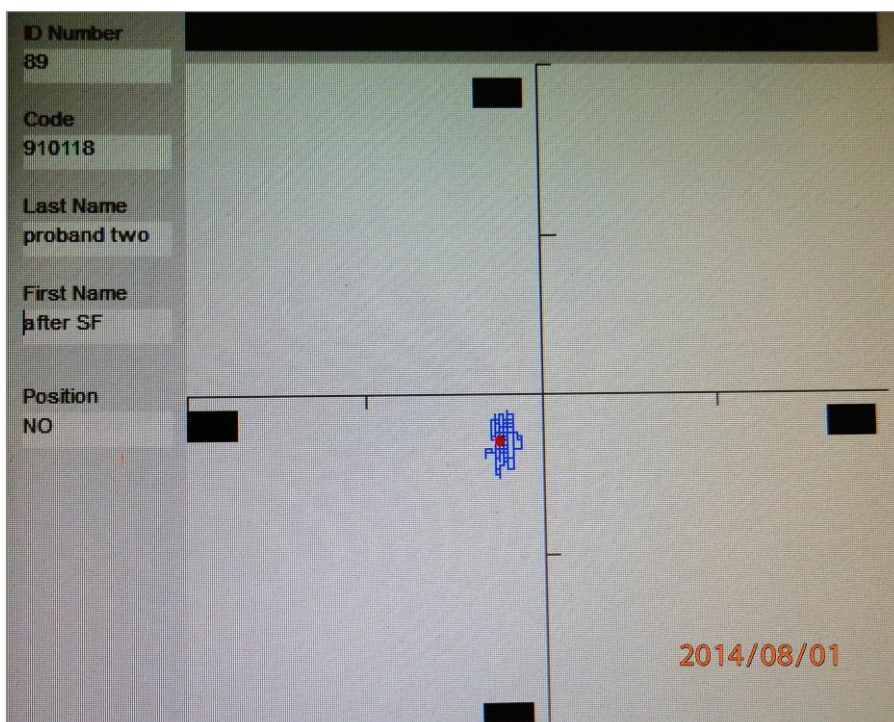 ID Number
89
Code
910118
Last Name
proband two
First Name
after SF
Position
NO
2014/08/01